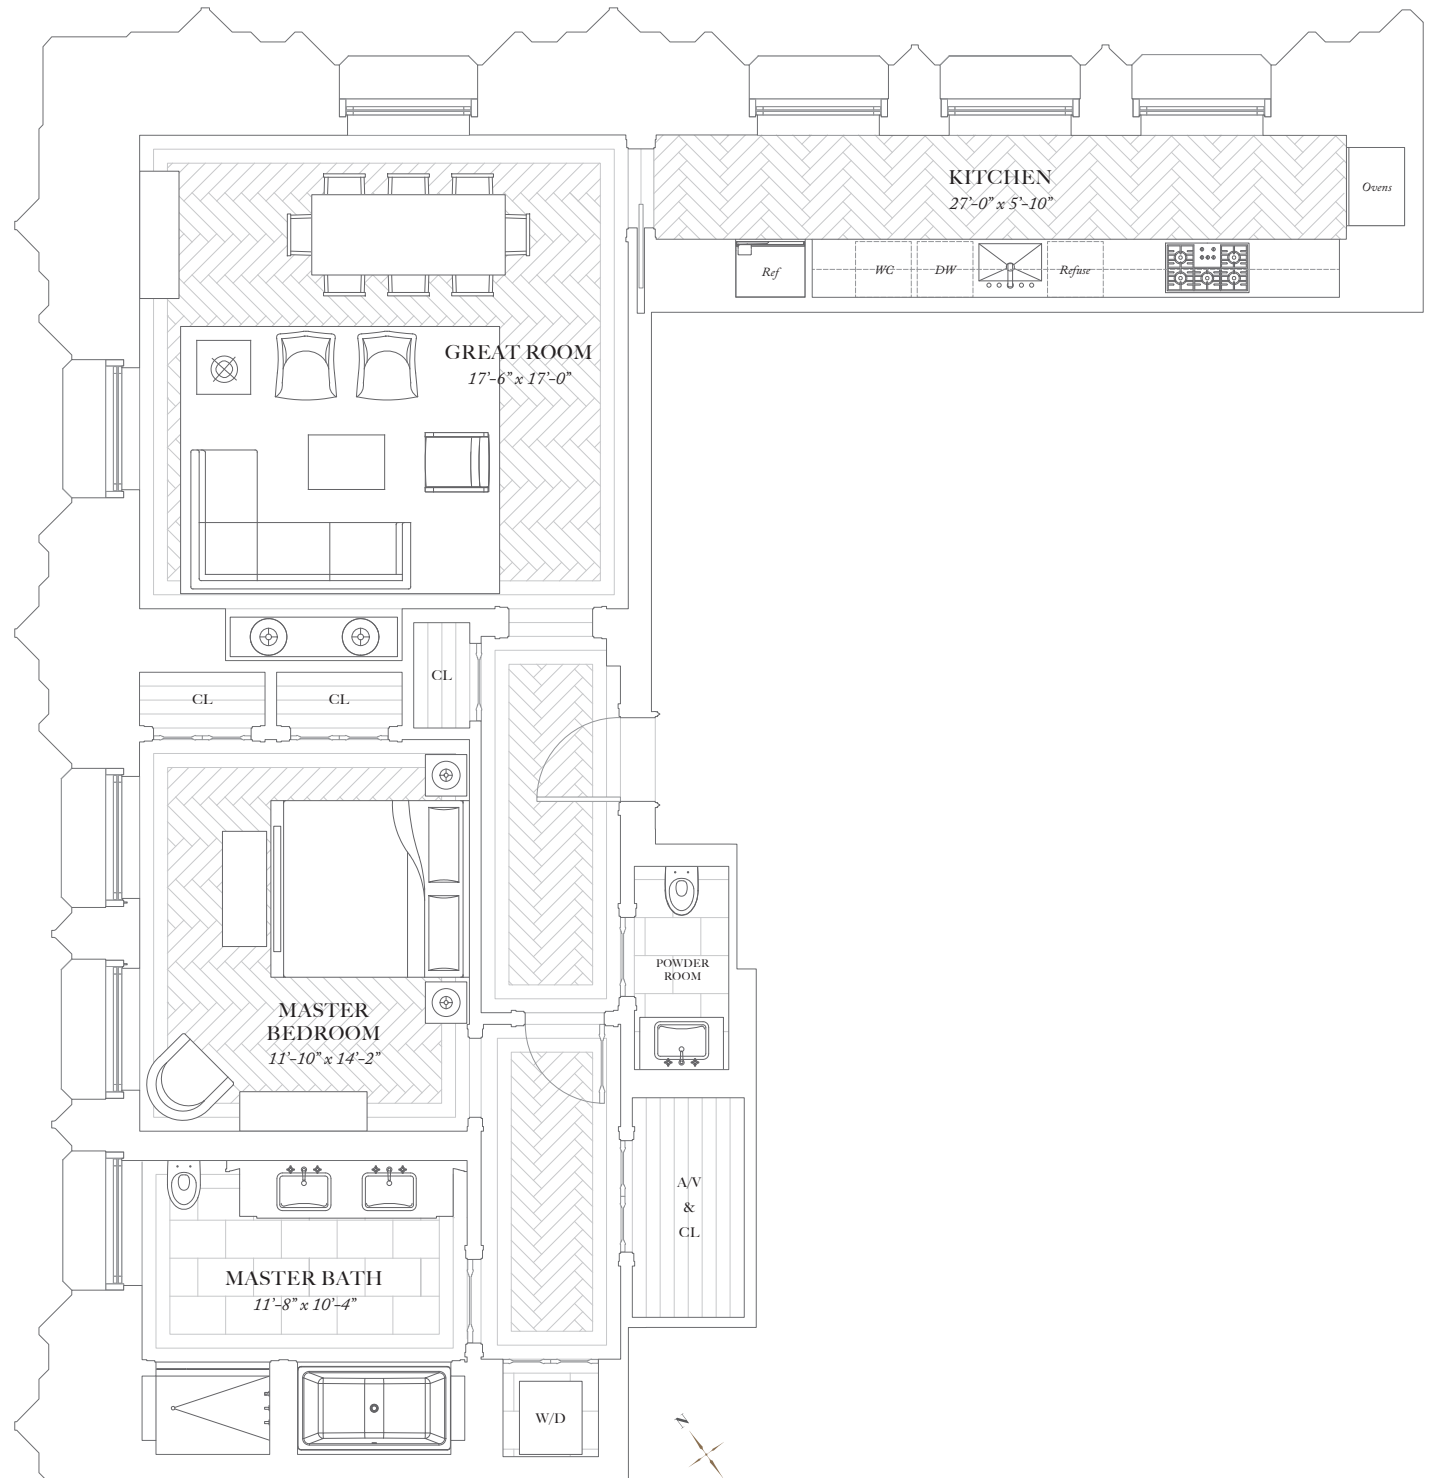 KITCHEN
27'-0" x 5'-10"
Ovens
Ref
WC
DW
Refuse
GREAT ROOM
17'-6" x 17'-0"
CL
CL
CL
POWDER
ROOM
MASTER
BEDROOM
11'-10" x 14'-2"
A/V
&
CL
MASTER BATH
11'-8" x 10'-4"
W/D
N